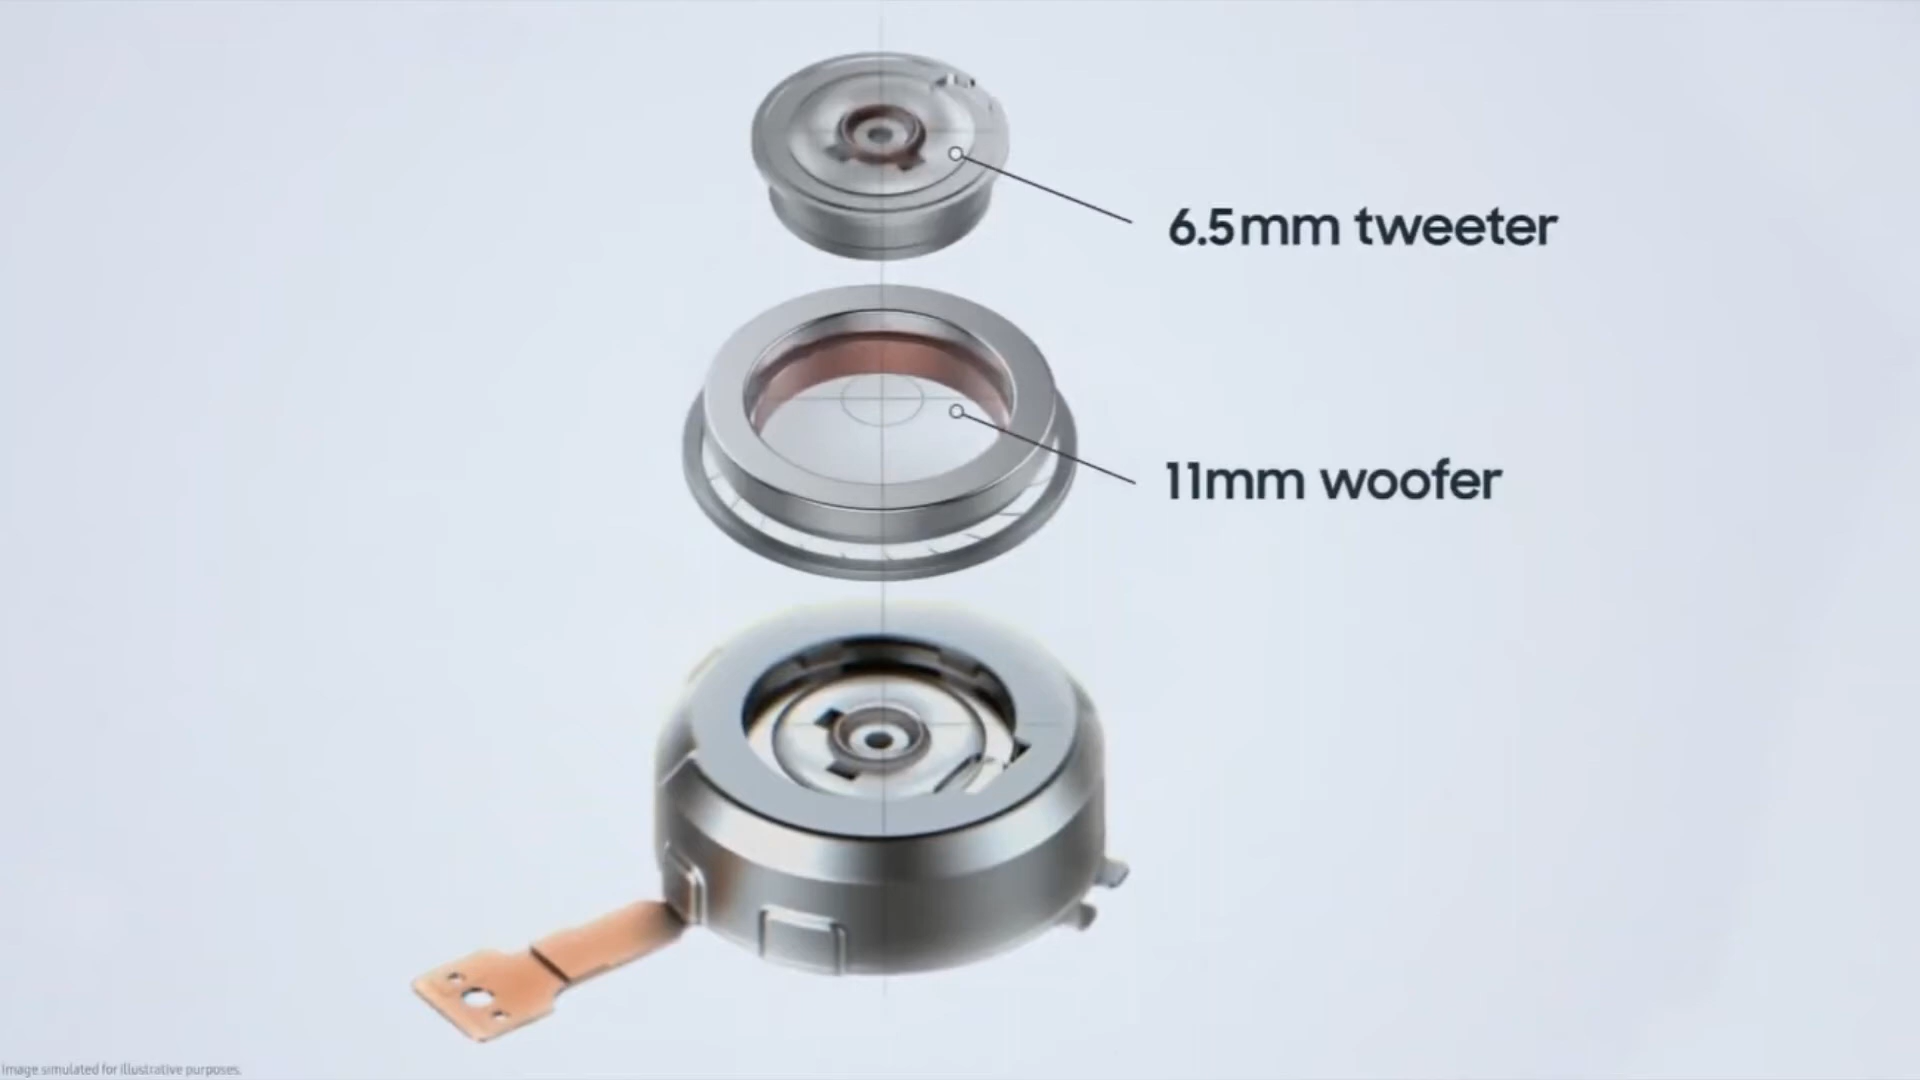 6.5mm tweeter
11mm woofer
Image simulated for illustrative purposes.